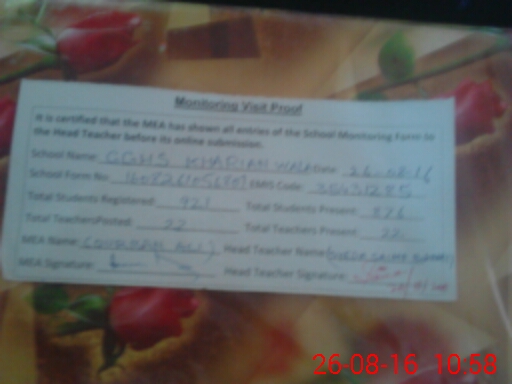 Monitoring Visit Proof
It is certified that the MEA has shown all entries of the School Monitoring Form to
the Head Teacher before its online submission.
School Name: GGHS KHARIAN WALA Date: 26-08-16
School Form No: EMIS Code:
Total Students Registered: 921 Total Students Present: 876
Total Teachers Posted: 22 Total Teachers Present: 22
MEA Name: ALI) Head Teacher Name
MEA Signature: Head Teacher Signature:
26-08-16 10:58